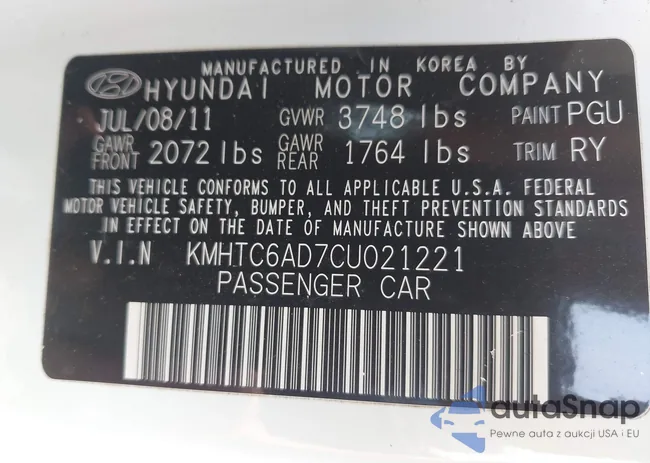 MANUFACTURED IN KOREA BY
HYUNDAI MOTOR COMPANY
JUL/08/11 GVWR 3748 lbs PAINT PGU
GAWR FRONT 2072 lbs GAWR REAR 1764 lbs TRIM RY
THIS VEHICLE CONFORMS TO ALL APPLICABLE U.S.A. FEDERAL
MOTOR VEHICLE SAFETY, BUMPER, AND THEFT PREVENTION STANDARDS
IN EFFECT ON THE DATE OF MANUFACTURE SHOWN ABOVE
V.I.N KMHTC6AD7CU021221
PASSENGER CAR
autoSnap
Pewne auta z aukcji USA i EU